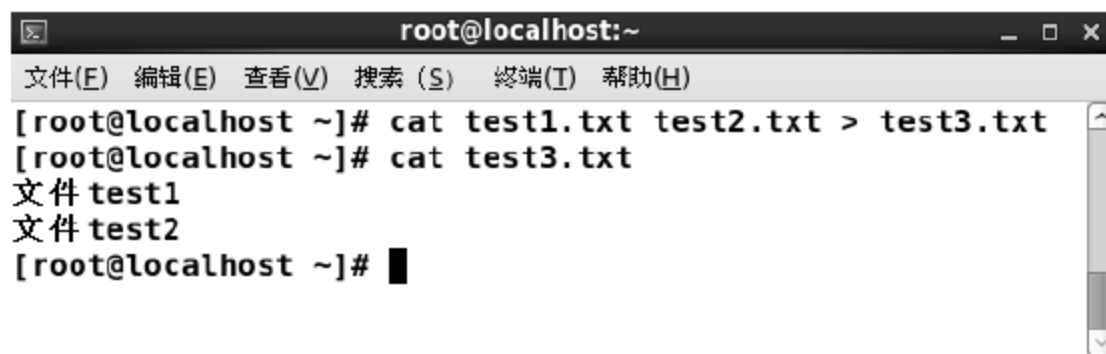 root@localhost:~
文件(F) 编辑(E) 查看(V) 搜索（S） 终端(T) 帮助(H)
[root@localhost ~]# cat test1.txt test2.txt > test3.txt
[root@localhost ~]# cat test3.txt
文件test1
文件test2
[root@localhost ~]#